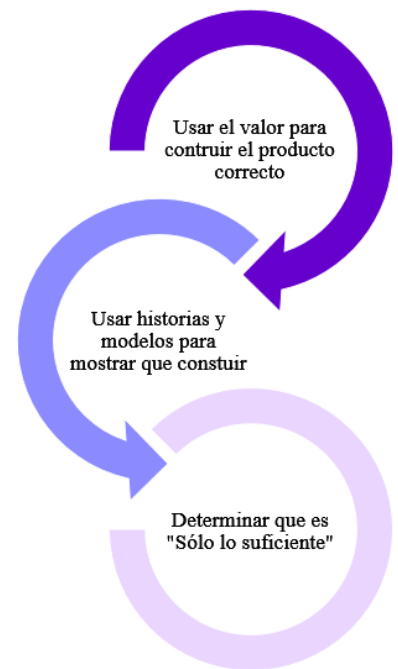 Usar el valor para
contruir el producto
correcto
Usar historias y
modelos para
mostrar que constuir
Determinar que es
"Sólo lo suficiente"